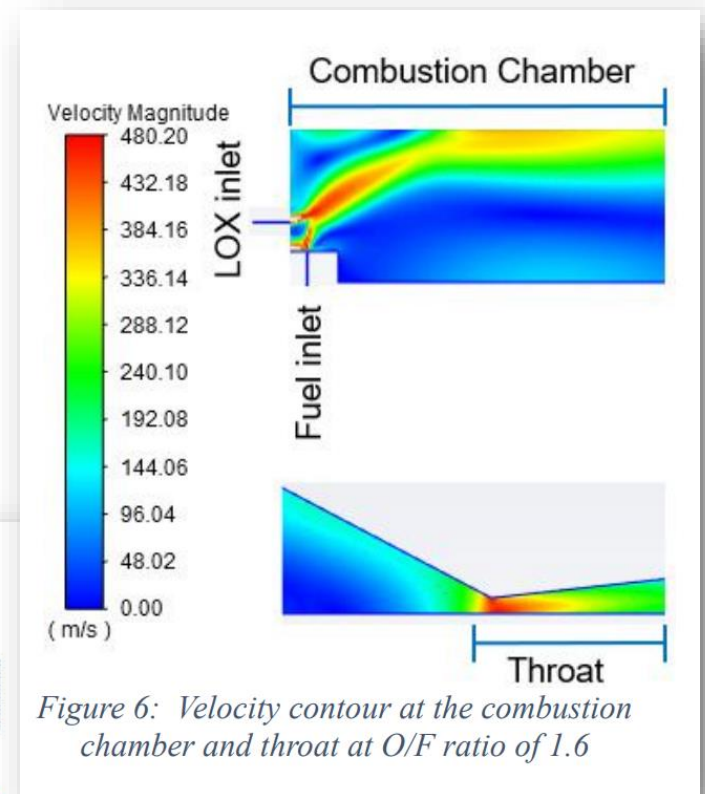 Combustion Chamber
Velocity Magnitude
480.20
432.18
384.16
336.14
288.12
240.10
192.08
144.06
96.04
48.02
0.00
( m/s )
LOX inlet
Fuel inlet
Throat
Figure 6: Velocity contour at the combustion
chamber and throat at O/F ratio of 1.6